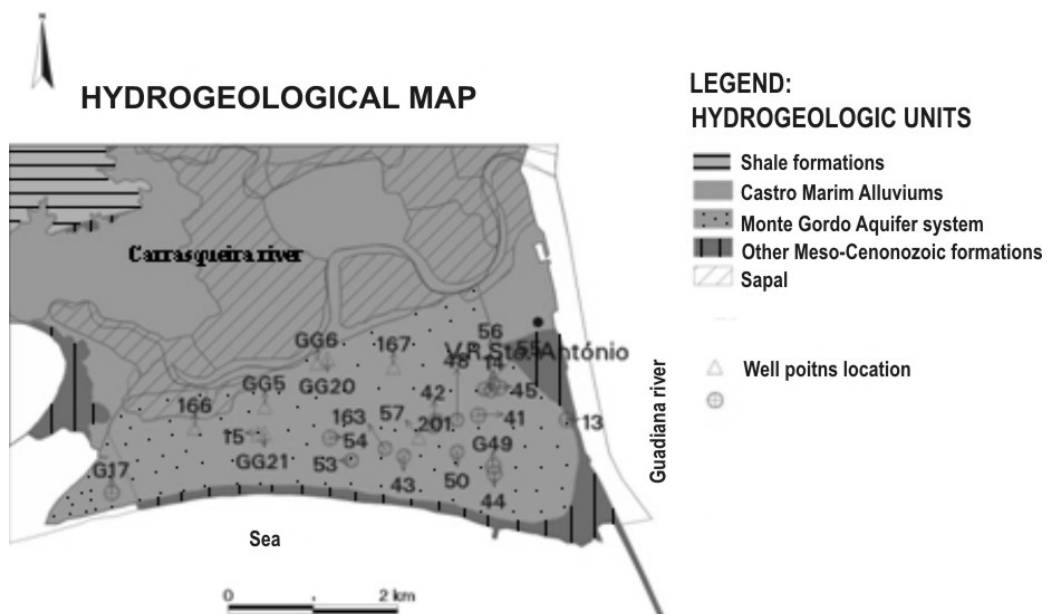 HYDROGEOLOGICAL MAP
LEGEND:
HYDROGEOLOGIC UNITS
Shale formations
Castro Marim Alluviums
Monte Gordo Aquifer system
Other Meso-Cenonozoic formations
Sapal
Well poitns location
Carrasqueira river
56
GG6
167
V.R.Sto. António
55
48
14
GG20
GG5
42
45
166
163
57
201
41
13
15
54
G49
GG21
53
G17
43
50
44
Guadiana river
Sea
0
2 km